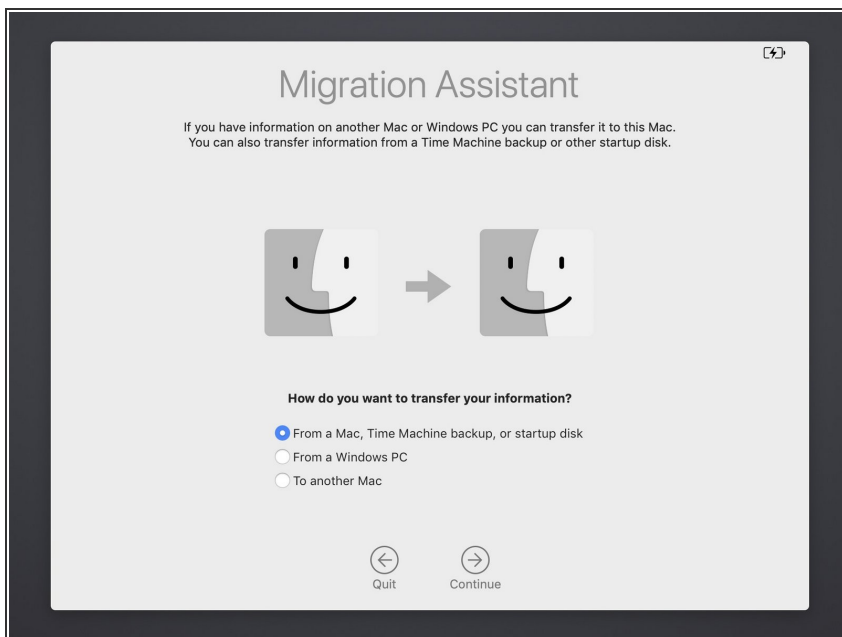 Migration Assistant
If you have information on another Mac or Windows PC you can transfer it to this Mac.
You can also transfer information from a Time Machine backup or other startup disk.
How do you want to transfer your information?
From a Mac, Time Machine backup, or startup disk
From a Windows PC
To another Mac
Quit Continue